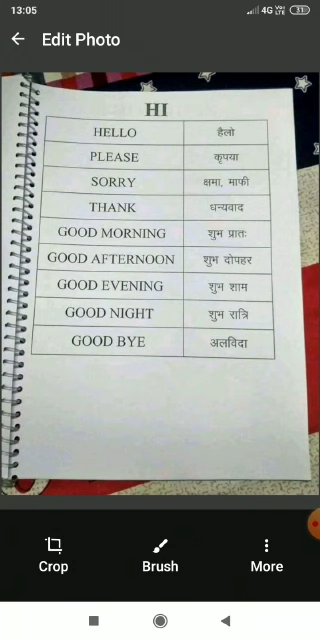 13:05
4G VoLTE 31
Edit Photo
HI
HELLO हैलो
PLEASE कृपया
SORRY क्षमा, माफी
THANK धन्यवाद
GOOD MORNING शुभ प्रातः
GOOD AFTERNOON शुभ दोपहर
GOOD EVENING शुभ शाम
GOOD NIGHT शुभ रात्रि
GOOD BYE अलविदा
Crop Brush More